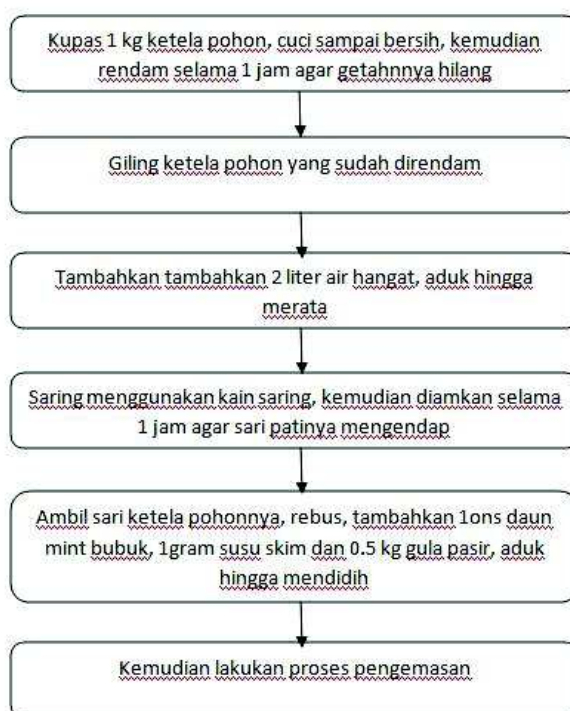 Kupas 1 kg ketela pohon, cuci sampai bersih, kemudian
rendam selama 1 jam agar getahnnya hilang
Giling ketela pohon yang sudah direndam
Tambahkan tambahkan 2 liter air hangat, aduk hingga
merata
Saring menggunakan kain saring, kemudian diamkan selama
1 jam agar sari patinya mengendap
Ambil sari ketela pohonnya, rebus, tambahkan 1ons daun
mint bubuk, 1gram susu skim dan 0.5 kg gula pasir, aduk
hingga mendidih
Kemudian lakukan proses pengemasan